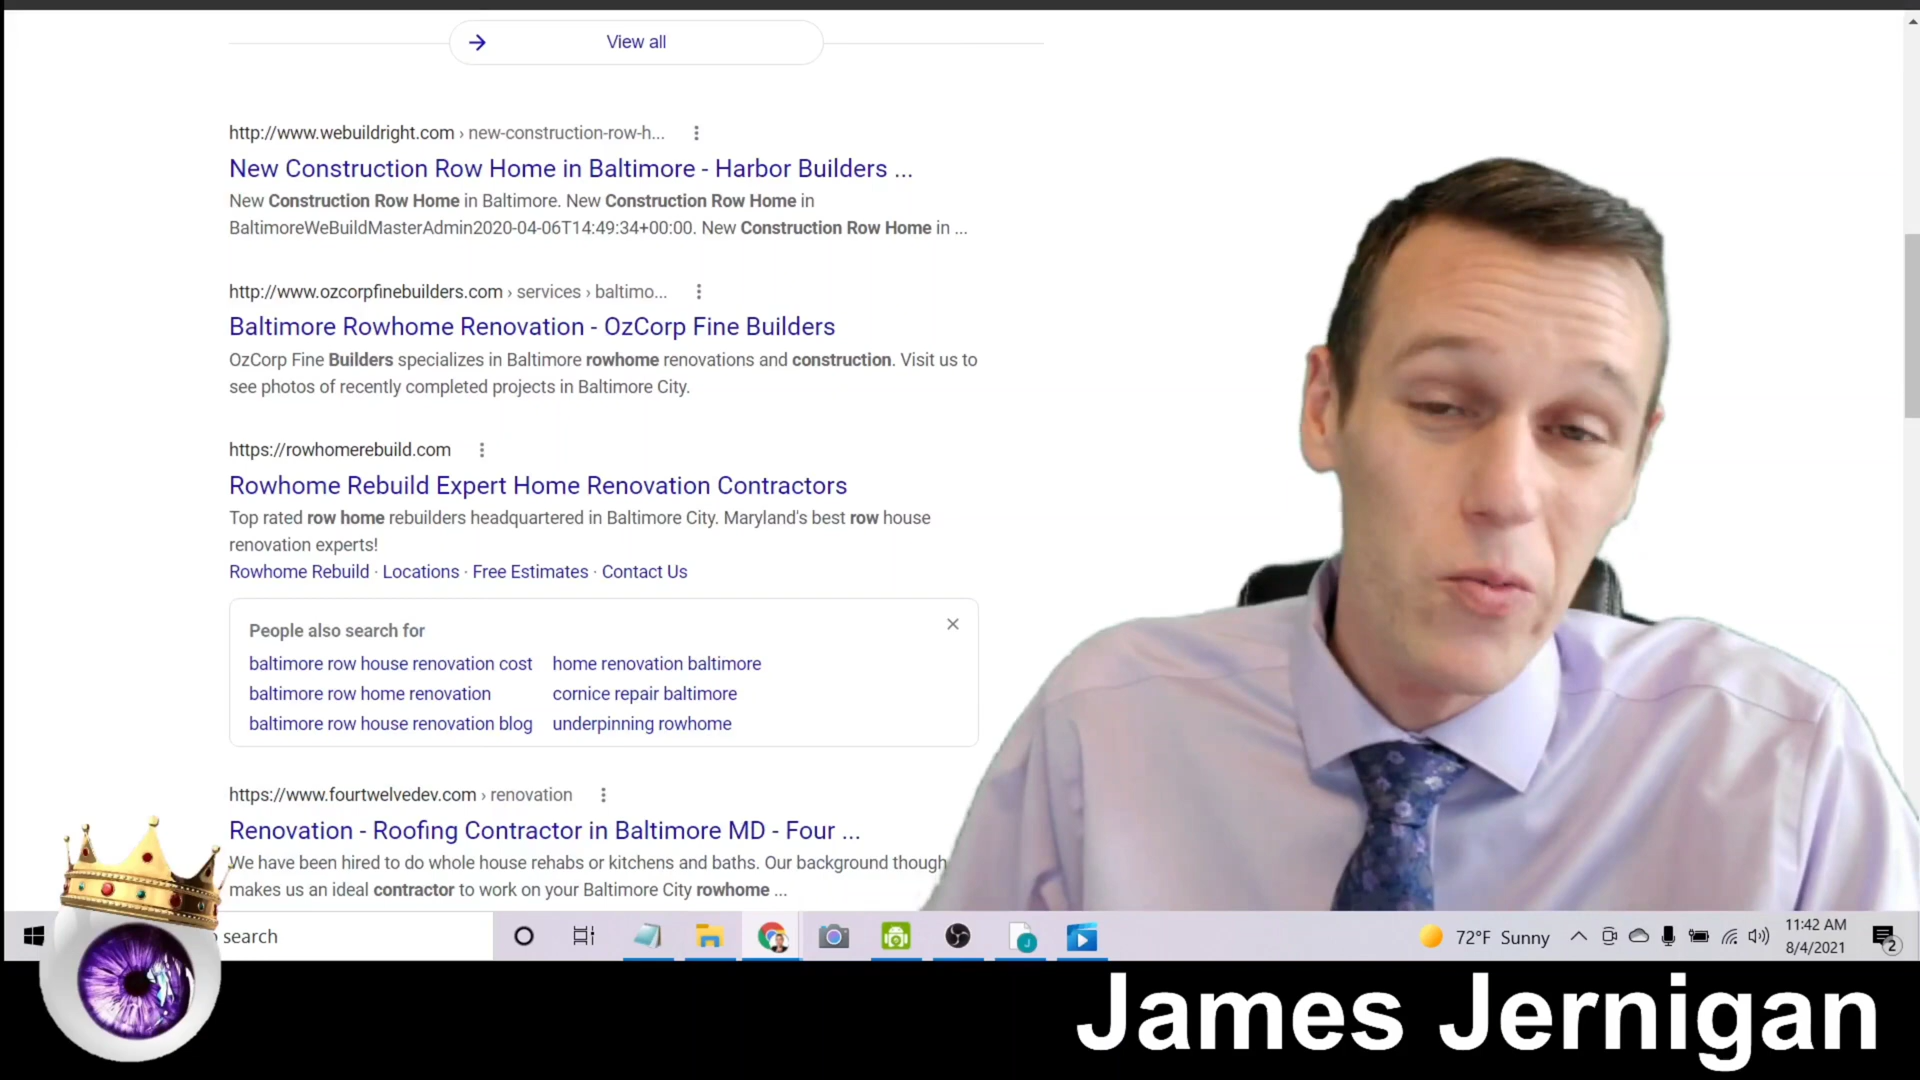 View all
http://www.webuildright.com › new-construction-row-h...
New Construction Row Home in Baltimore - Harbor Builders ...
New Construction Row Home in Baltimore. New Construction Row Home in
BaltimoreWeBuildMasterAdmin2020-04-06T14:49:34+00:00. New Construction Row Home in ...
http://www.ozcorpfinebuilders.com › services › baltimo...
Baltimore Rowhome Renovation - OzCorp Fine Builders
OzCorp Fine Builders specializes in Baltimore rowhome renovations and construction. Visit us to
see photos of recently completed projects in Baltimore City.
https://rowhomerebuild.com
Rowhome Rebuild Expert Home Renovation Contractors
Top rated row home rebuilders headquartered in Baltimore City. Maryland's best row house
renovation experts!
Rowhome Rebuild · Locations · Free Estimates · Contact Us
People also search for
baltimore row house renovation cost home renovation baltimore
baltimore row home renovation cornice repair baltimore
baltimore row house renovation blog underpinning rowhome
https://www.fourtwelvedev.com › renovation
Renovation - Roofing Contractor in Baltimore MD - Four ...
We have been hired to do whole house rehabs or kitchens and baths. Our background though
makes us an ideal contractor to work on your Baltimore City rowhome ...
search
72°F Sunny
11:42 AM
8/4/2021
2
James Jernigan